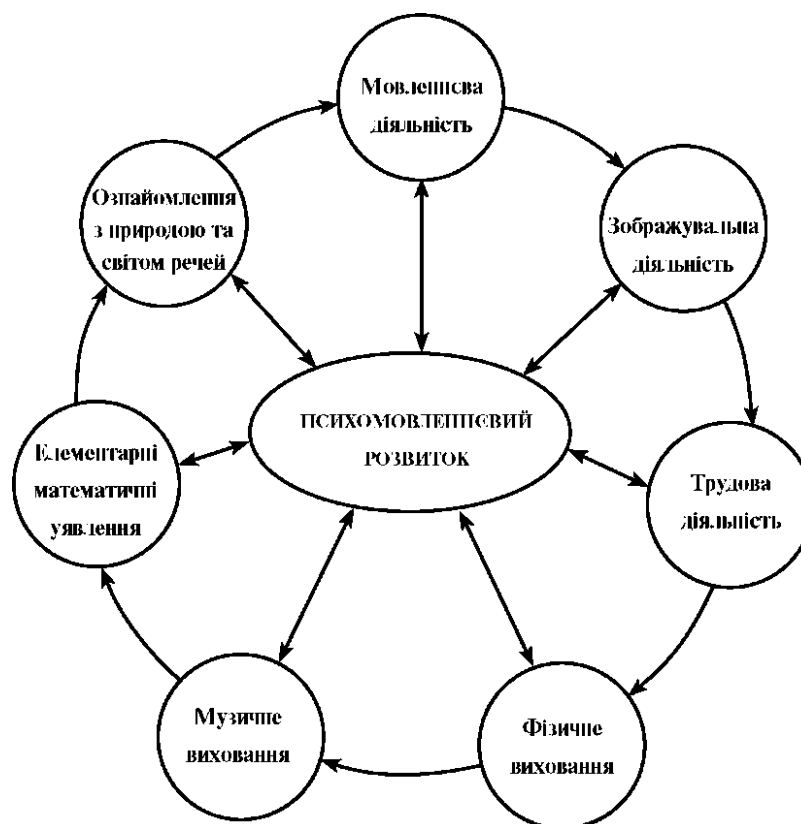 Мовленнєва
діяльність
Ознайомлення
з природою та
світом речей
Зображувальна
діяльність
ПСИХОМОВЛЕННЄВИЙ
РОЗВИТОК
Елементарні
математичні
уявлення
Трудова
діяльність
Музичне
виховання
Фізичне
виховання